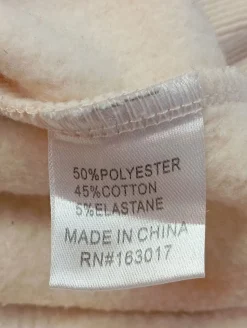 50%POLYESTER
45%COTTON
5%ELASTANE
MADE IN CHINA
RN#163017